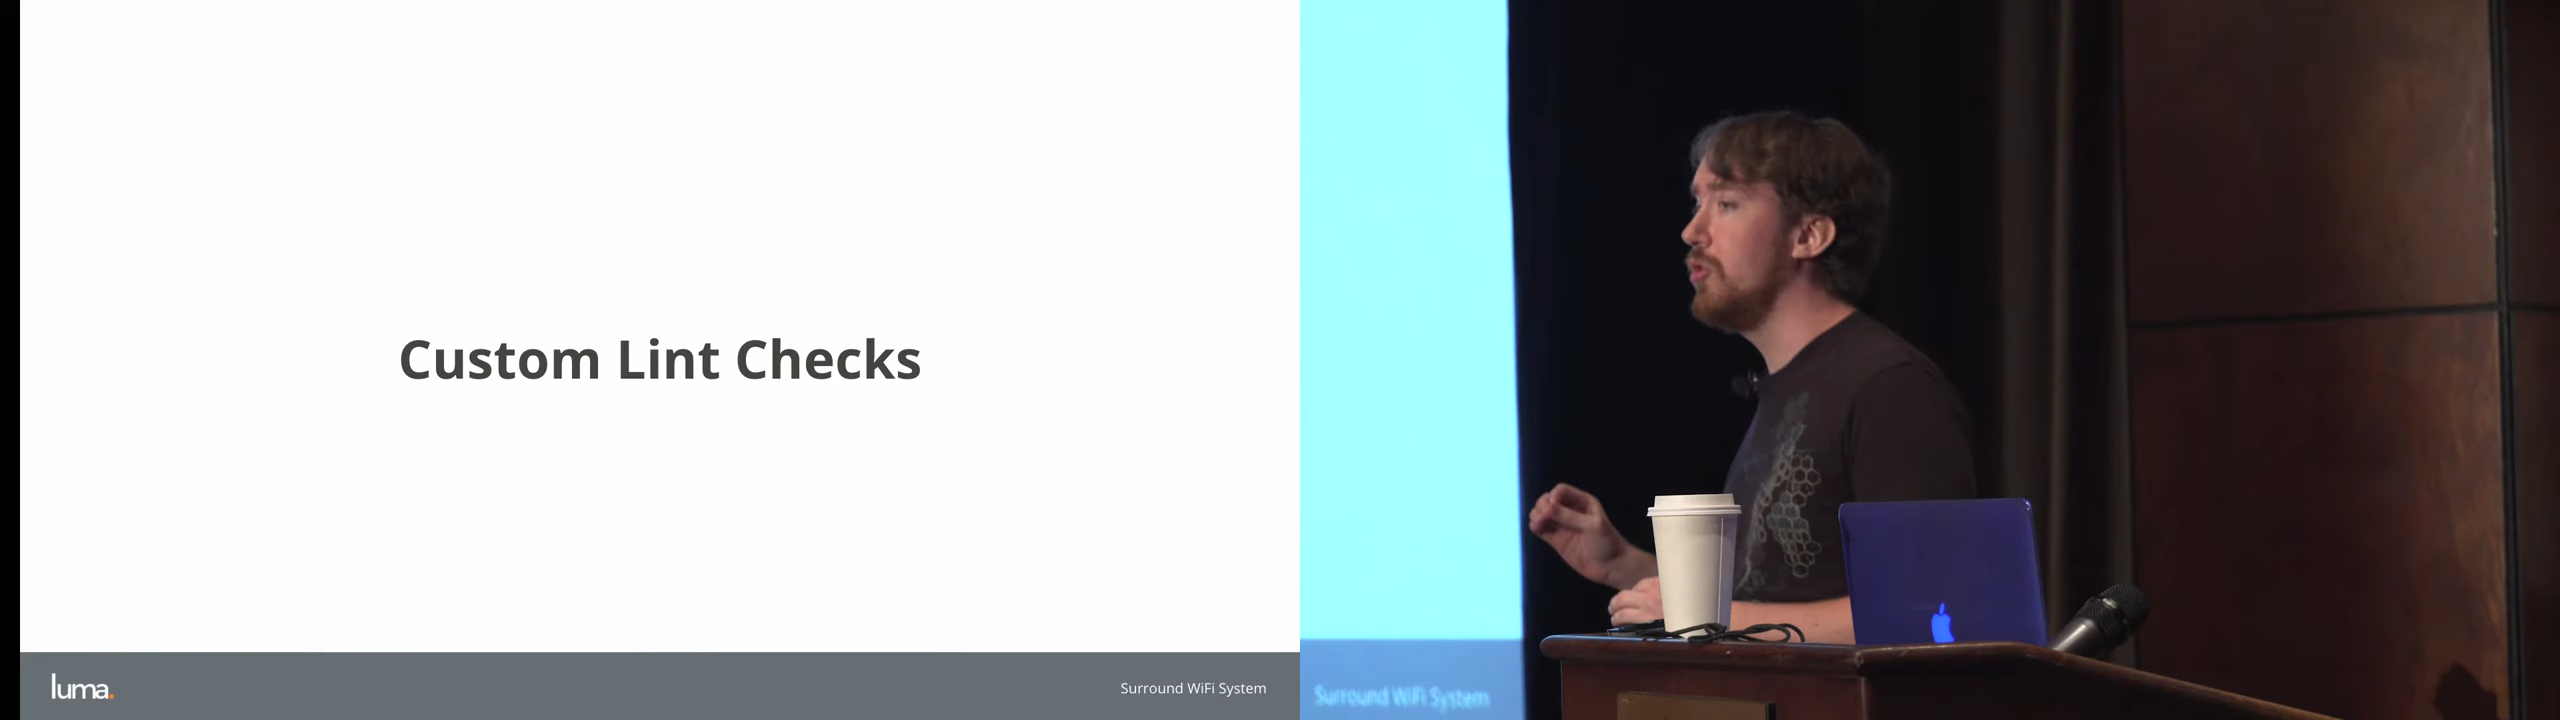 Custom Lint Checks
luma.
Surround WiFi System
Surround WiFi System